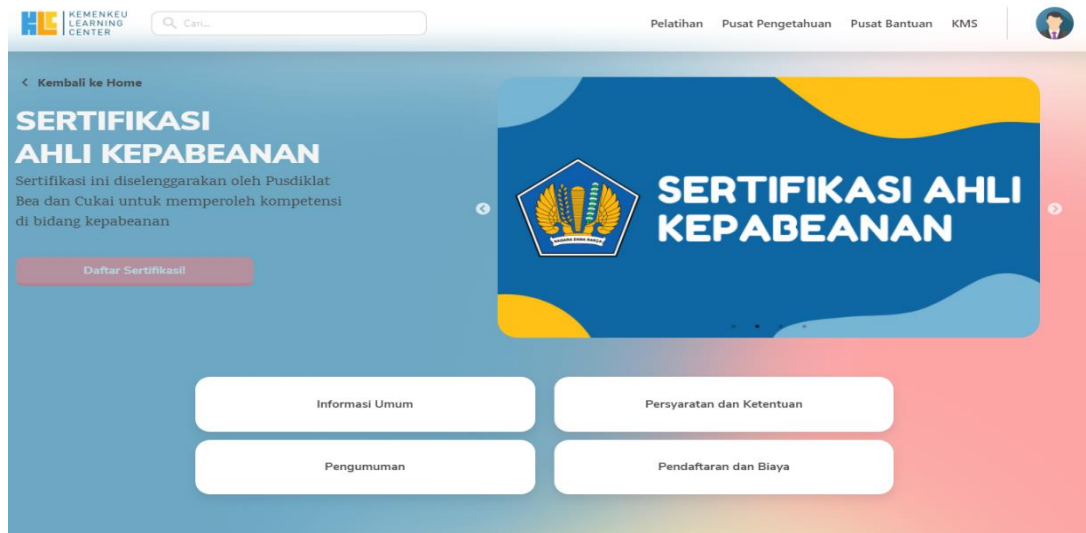 KEMENKEU
LEARNING
CENTER
Cari...
Pelatihan Pusat Pengetahuan Pusat Bantuan KMS
Kembali ke Home
SERTIFIKASI
AHLI KEPABEANAN
Sertifikasi ini diselenggarakan oleh Pusdiklat
Bea dan Cukai untuk memperoleh kompetensi
di bidang kepabeanan
Daftar Sertifikasi!
SERTIFIKASI AHLI
KEPABEANAN
Informasi Umum
Persyaratan dan Ketentuan
Pengumuman
Pendaftaran dan Biaya